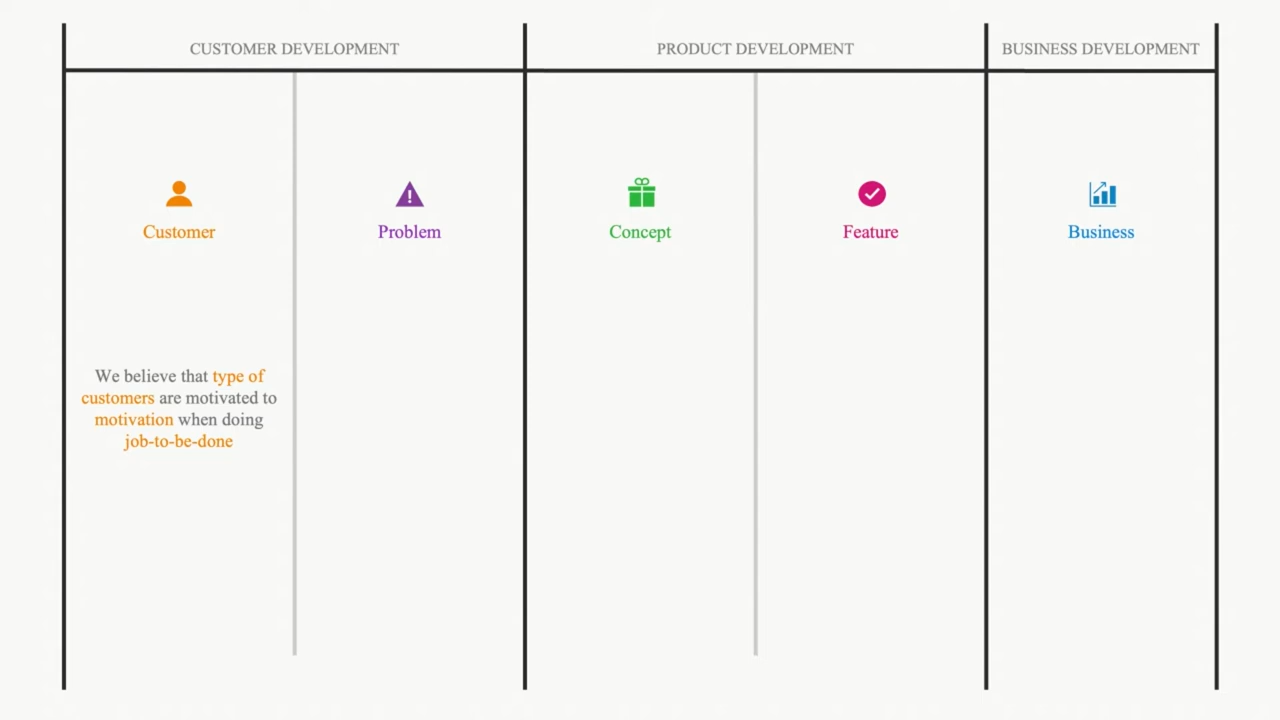 CUSTOMER DEVELOPMENT
PRODUCT DEVELOPMENT
BUSINESS DEVELOPMENT
Customer
Problem
Concept
Feature
Business
We believe that type of
customers are motivated to
motivation when doing
job-to-be-done